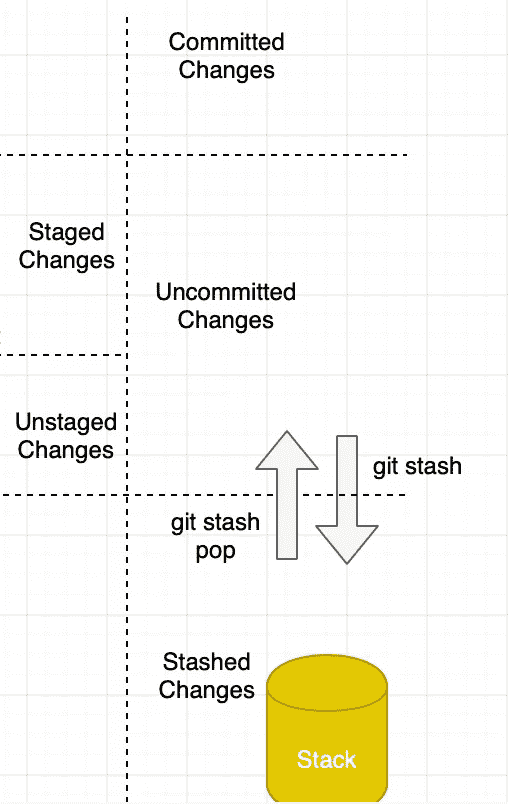 Committed
Changes
Staged
Changes
Uncommitted
Changes
Unstaged
Changes
git stash
git stash
pop
Stashed
Changes
Stack